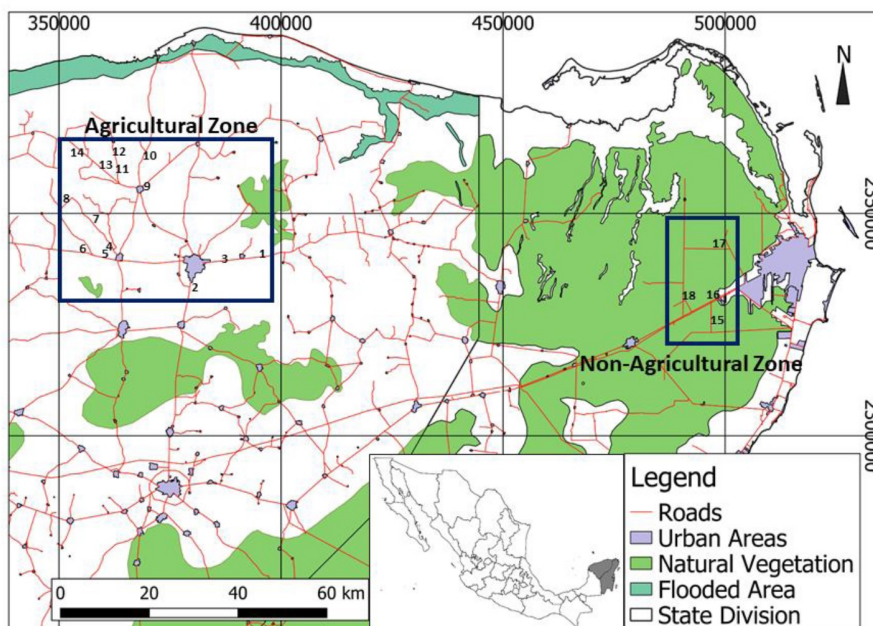 350000 400000 450000 500000
N
Agricultural Zone
14 12 10
13 11
9
8
7
4
6 5 3 1
2
2350000
17
18 16
15
Non-Agricultural Zone
2300000
Legend
Roads
Urban Areas
Natural Vegetation
Flooded Area
State Division
0 20 40 60 km